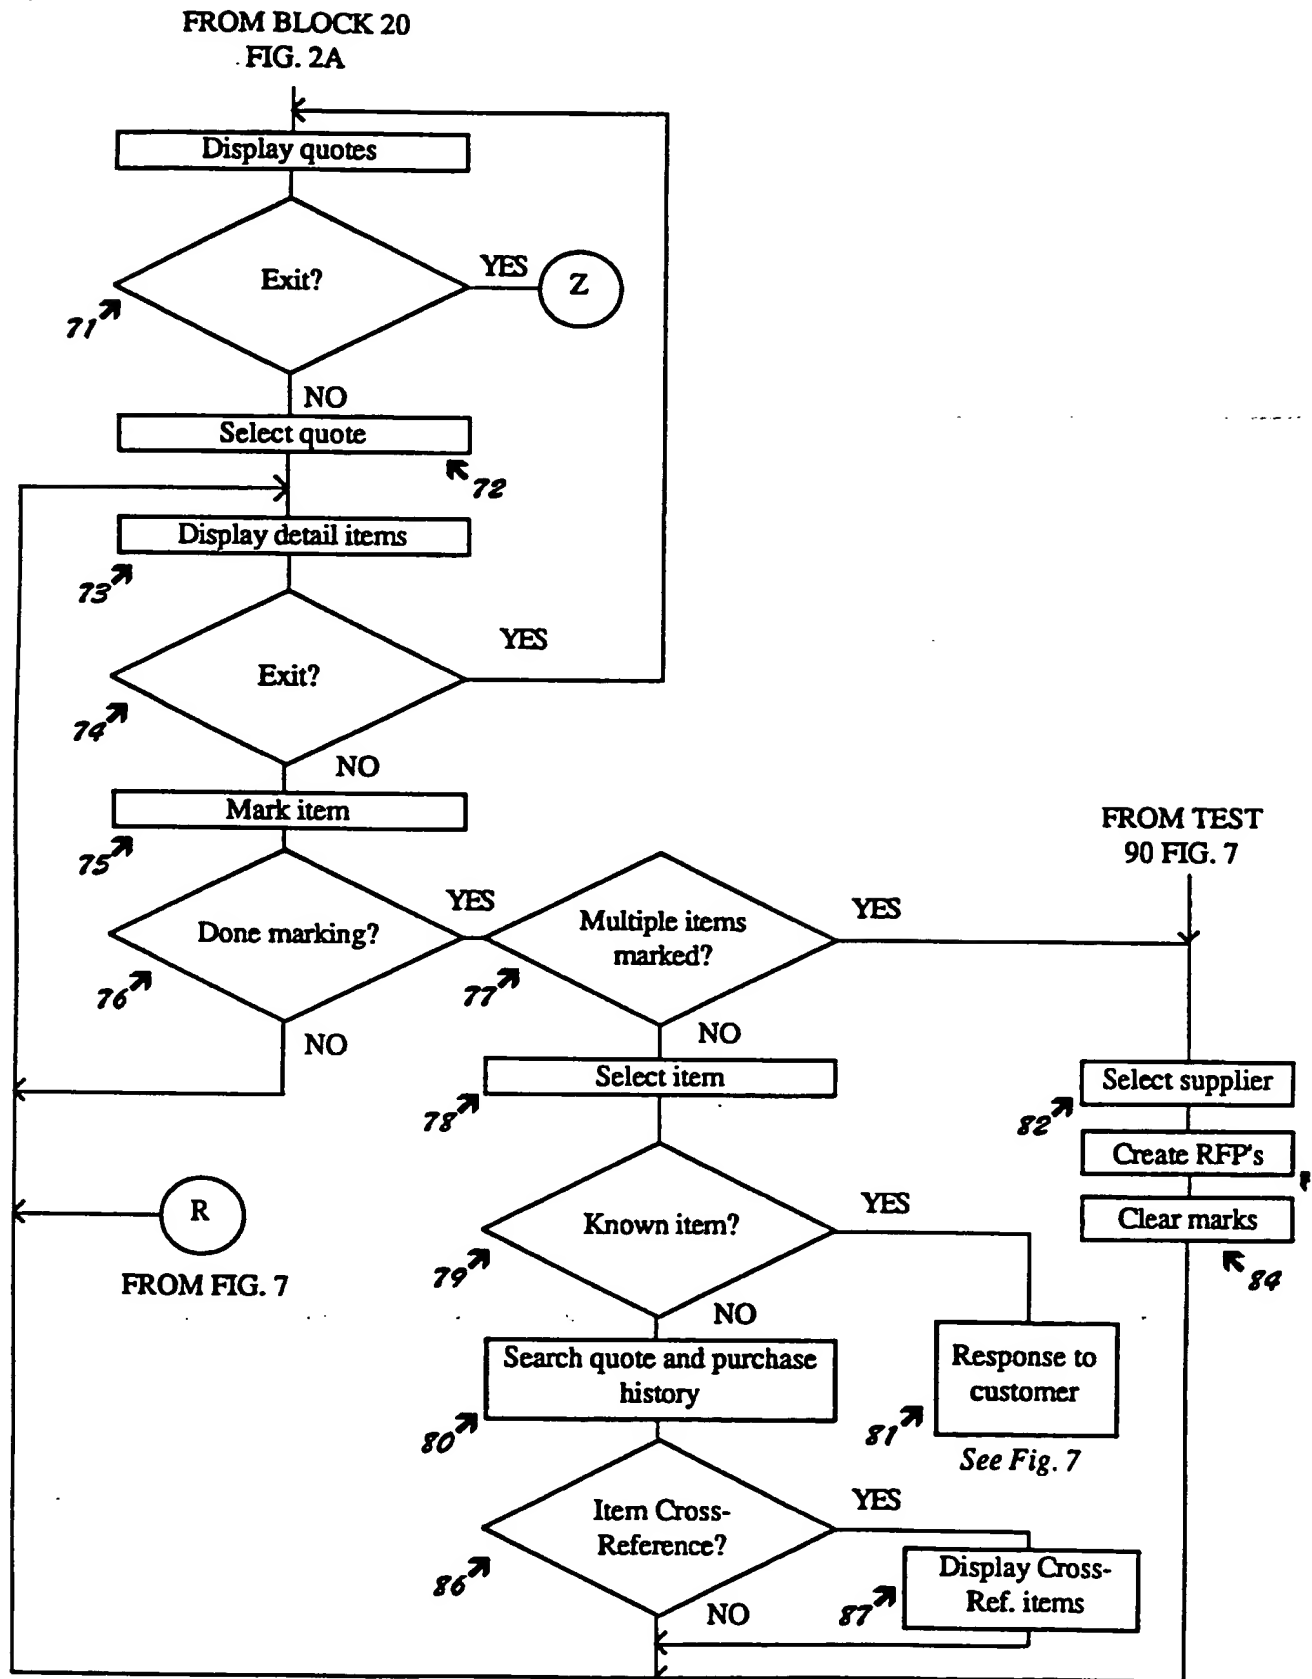 FROM BLOCK 20
FIG. 2A
Display quotes
Exit?
YES
Z
71
NO
Select quote
72
Display detail items
73
Exit?
YES
74
NO
Mark item
75
FROM TEST
90 FIG. 7
Done marking?
YES
76
NO
Multiple items
marked?
YES
77
NO
Select item
78
Select supplier
82
Create RFP's
Clear marks
84
R
FROM FIG. 7
Known item?
YES
79
NO
Search quote and purchase
history
80
Response to
customer
81
See Fig. 7
Item Cross-
Reference?
YES
86
NO
Display Cross-
Ref. items
87